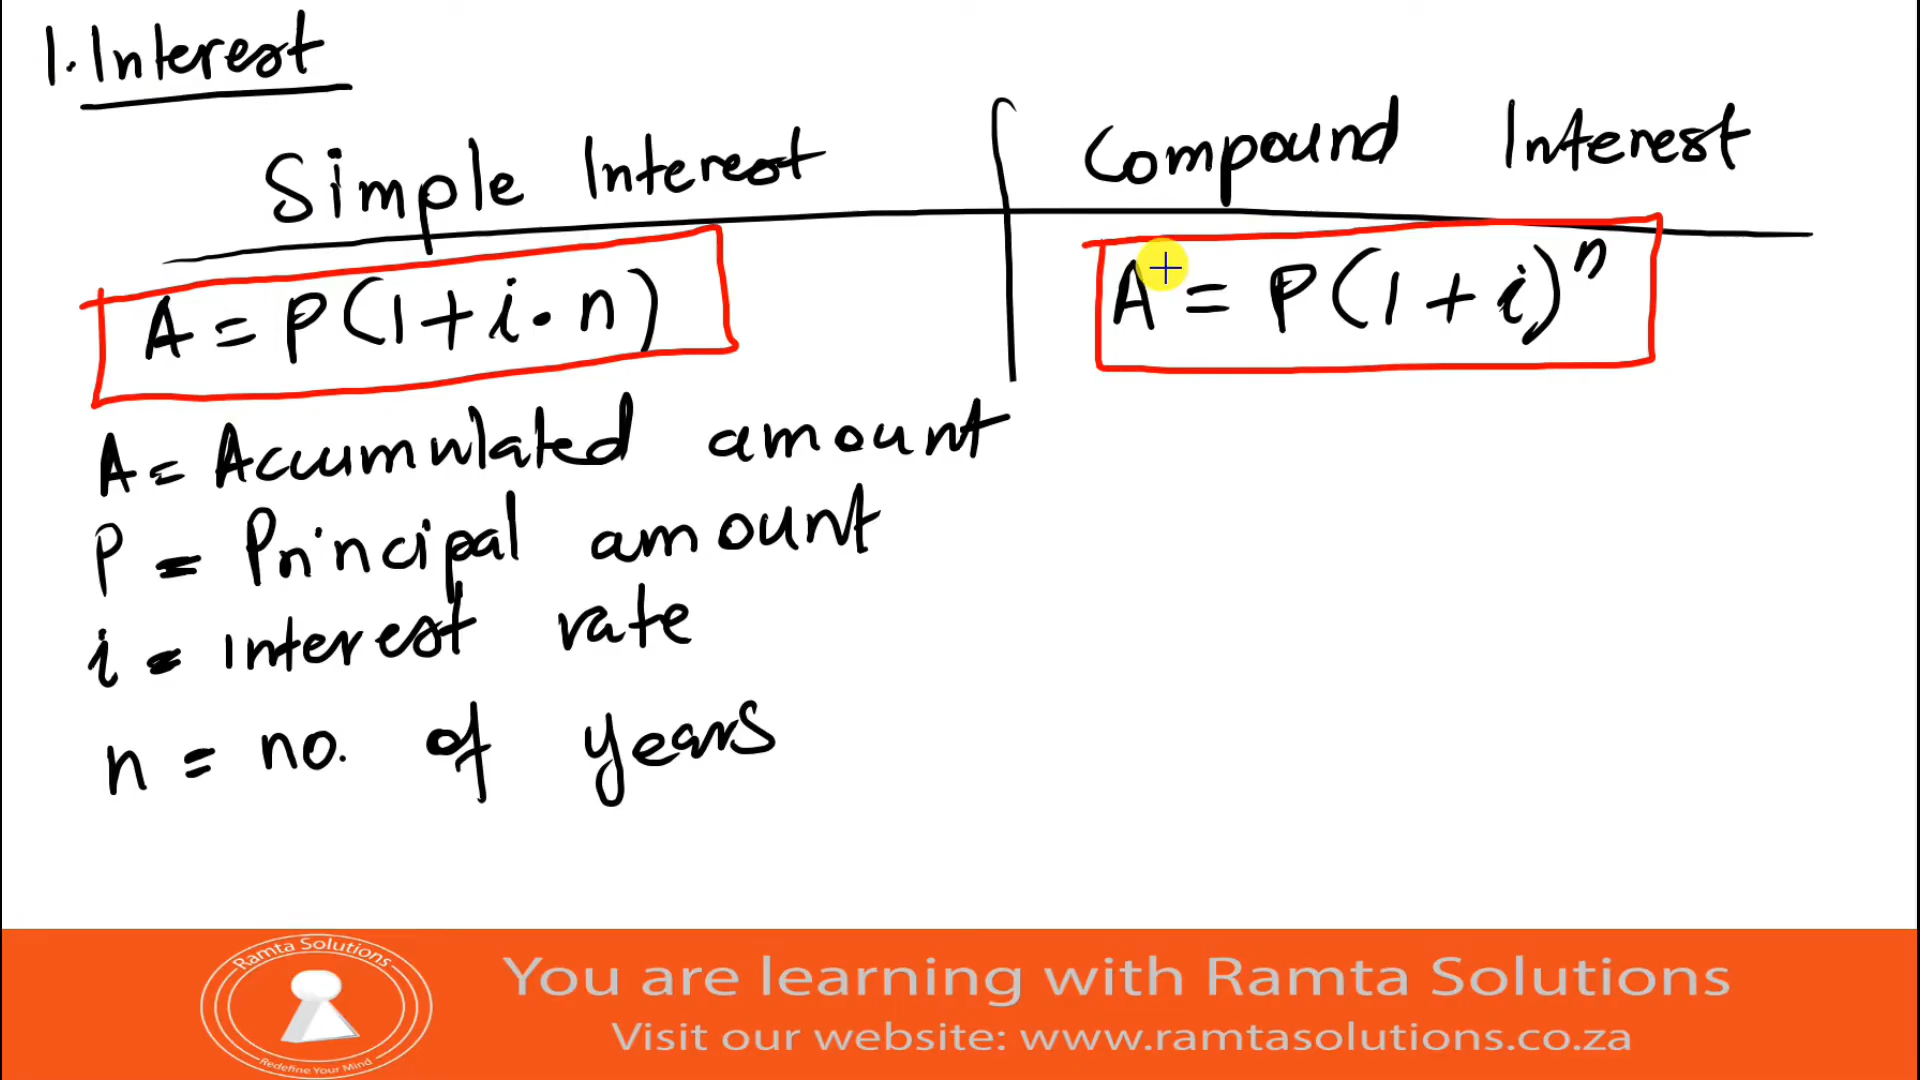 1. Interest
Simple Interest
Compound Interest
A = P(1 + i · n)
A = P(1 + i)ⁿ
A = Accumulated amount
P = Principal amount
i = interest rate
n = no. of years
Ramta Solutions
Redefine Your Mind
You are learning with Ramta Solutions
Visit our website: www.ramtasolutions.co.za